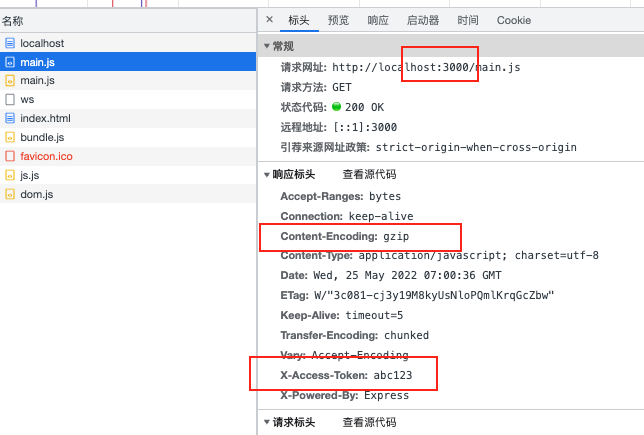 名称
localhost
main.js
main.js
ws
index.html
bundle.js
favicon.ico
js.js
dom.js
× 标头 预览 响应 启动器 时间 Cookie
常规
请求网址: http://localhost:3000/main.js
请求方法: GET
状态代码: 200 OK
远程地址: [::1]:3000
引荐来源网址政策: strict-origin-when-cross-origin
响应标头 查看源代码
Accept-Ranges: bytes
Connection: keep-alive
Content-Encoding: gzip
Content-Type: application/javascript; charset=utf-8
Date: Wed, 25 May 2022 07:00:36 GMT
ETag: W/"3c081-cj3y19M8kyUsNloPQmlKrqGcZbw"
Keep-Alive: timeout=5
Transfer-Encoding: chunked
Vary: Accept-Encoding
X-Access-Token: abc123
X-Powered-By: Express
请求标头 查看源代码